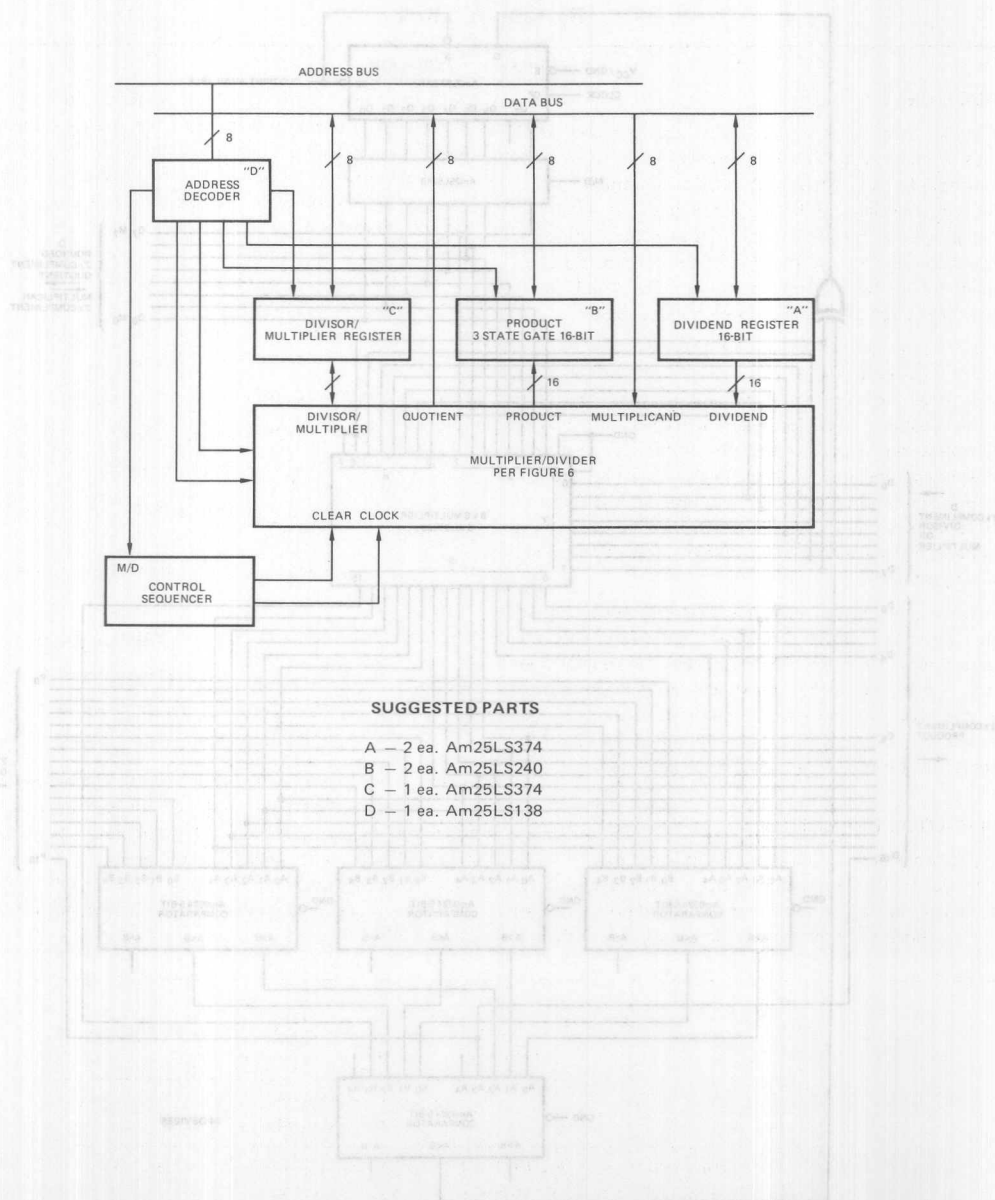 ADDRESS BUS
DATA BUS
8
8
8
8
8
8
"D"
ADDRESS
DECODER
"C"
DIVISOR/
MULTIPLIER REGISTER
"B"
PRODUCT
3 STATE GATE 16-BIT
"A"
DIVIDEND REGISTER
16-BIT
16
16
DIVISOR/
MULTIPLIER
QUOTIENT
PRODUCT
MULTIPLICAND
DIVIDEND
MULTIPLIER/DIVIDER
PER FIGURE 6
CLEAR CLOCK
M/D
CONTROL
SEQUENCER
SUGGESTED PARTS
A — 2 ea. Am25LS374
B — 2 ea. Am25LS240
C — 1 ea. Am25LS374
D — 1 ea. Am25LS138